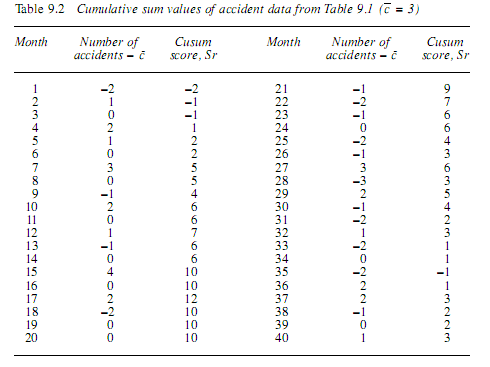 Table 9.2 Cumulative sum values of accident data from Table 9.1 (c̄ = 3)
Month Number of Cusum Month Number of Cusum
accidents – c̄ score, Sr accidents – c̄ score, Sr
1 –2 –2 21 –1 9
2 1 –1 22 –2 7
3 0 –1 23 –1 6
4 2 1 24 0 6
5 1 2 25 –2 4
6 0 2 26 –1 3
7 3 5 27 3 6
8 0 5 28 –3 3
9 –1 4 29 2 5
10 2 6 30 –1 4
11 0 6 31 –2 2
12 1 7 32 1 3
13 –1 6 33 –2 1
14 0 6 34 0 1
15 4 10 35 –2 –1
16 0 10 36 2 1
17 2 12 37 2 3
18 –2 10 38 –1 2
19 0 10 39 0 2
20 0 10 40 1 3